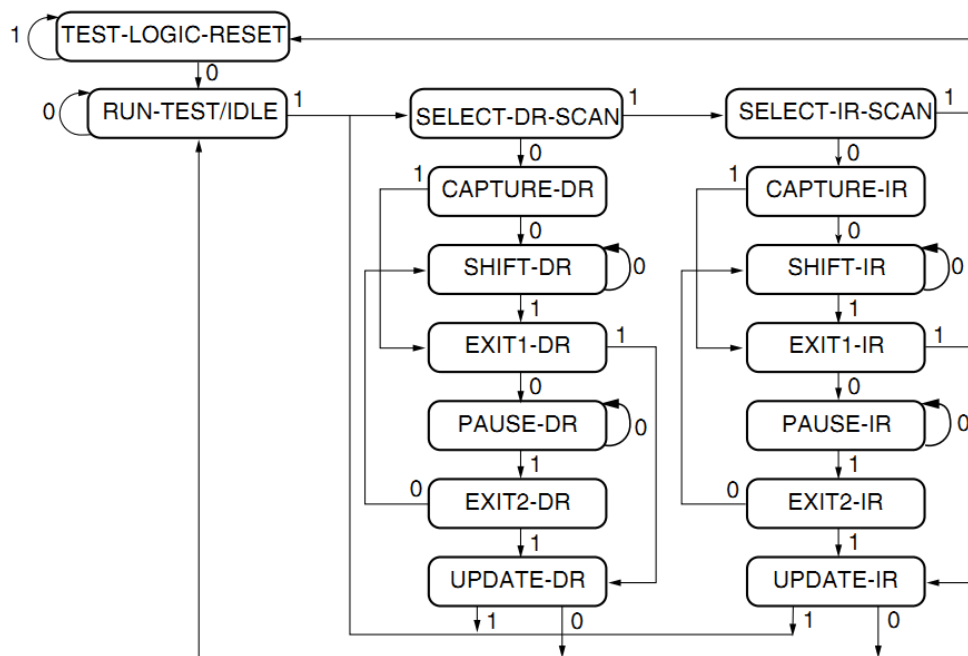 TEST-LOGIC-RESET
1
0
RUN-TEST/IDLE
0
1
SELECT-DR-SCAN
1
SELECT-IR-SCAN
1
0
0
1
CAPTURE-DR
1
CAPTURE-IR
0
0
SHIFT-DR
0
SHIFT-IR
0
1
1
EXIT1-DR
1
EXIT1-IR
1
0
0
PAUSE-DR
0
PAUSE-IR
0
1
1
0
EXIT2-DR
0
EXIT2-IR
1
1
UPDATE-DR
UPDATE-IR
1
0
1
0